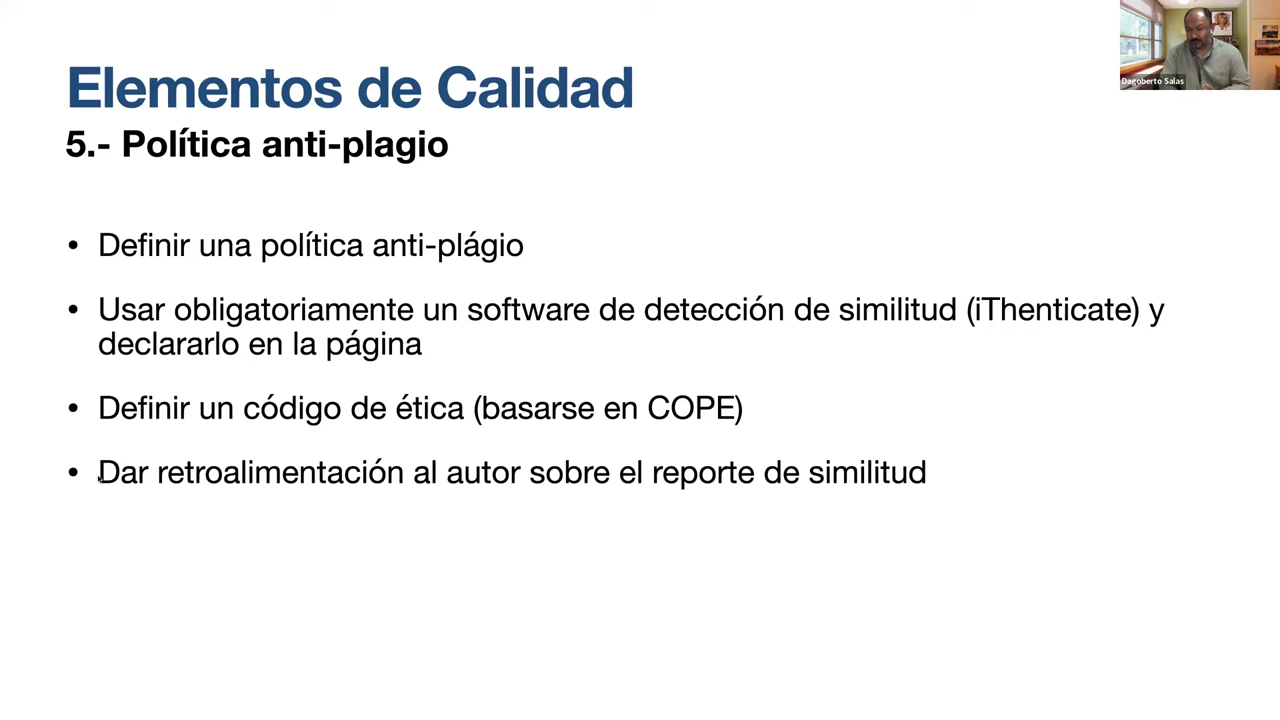 Elementos de Calidad
5.- Política anti-plagio
• Definir una política anti-plágio
• Usar obligatoriamente un software de detección de similitud (iThenticate) y
declararlo en la página
• Definir un código de ética (basarse en COPE)
• Dar retroalimentación al autor sobre el reporte de similitud
Dagoberto Salas